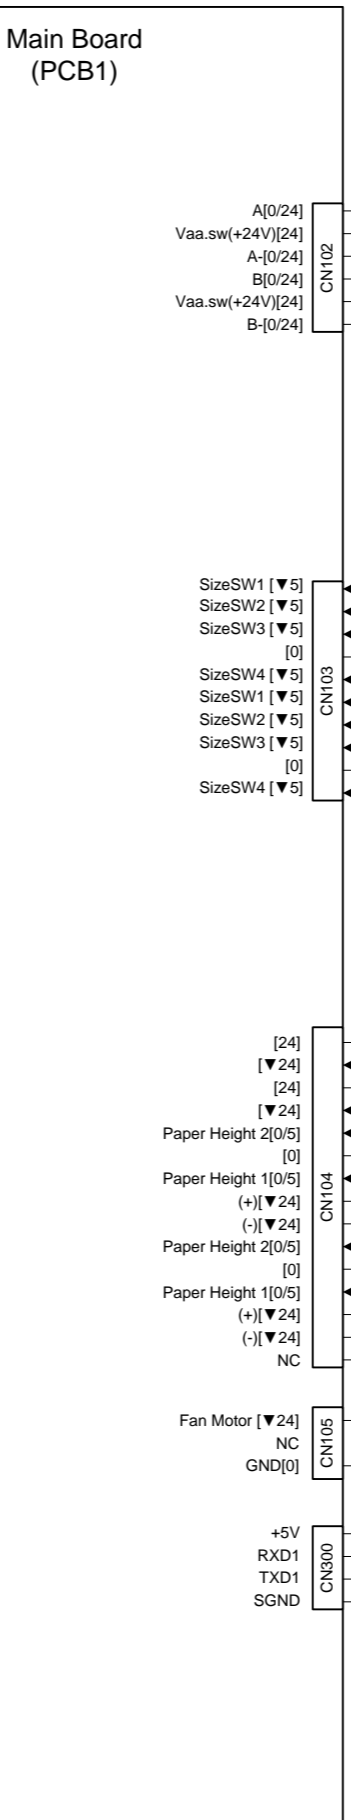 Main Board
(PCB1)
A[0/24]
Vaa.sw(+24V)[24]
A-[0/24]
B[0/24]
Vaa.sw(+24V)[24]
B-[0/24]
CN102
SizeSW1 [▼5]
SizeSW2 [▼5]
SizeSW3 [▼5]
[0]
SizeSW4 [▼5]
SizeSW1 [▼5]
SizeSW2 [▼5]
SizeSW3 [▼5]
[0]
SizeSW4 [▼5]
CN103
[24]
[▼24]
[24]
[▼24]
Paper Height 2[0/5]
[0]
Paper Height 1[0/5]
(+)[▼24]
(-)[▼24]
Paper Height 2[0/5]
[0]
Paper Height 1[0/5]
(+)[▼24]
(-)[▼24]
NC
CN104
Fan Motor [▼24]
NC
GND[0]
CN105
+5V
RXD1
TXD1
SGND
CN300